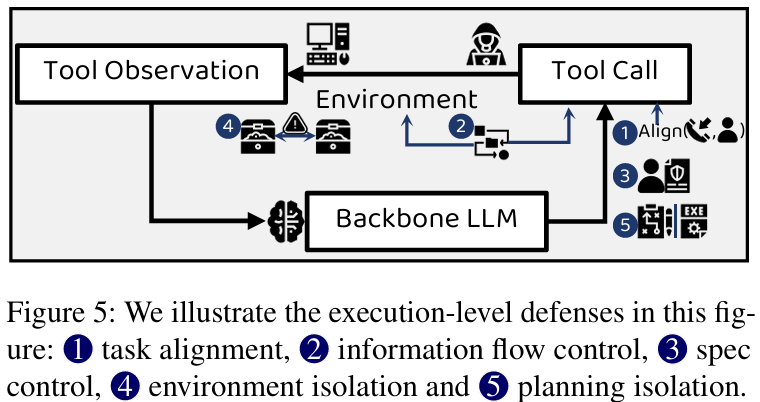 Tool Observation
Tool Call
Environment
4
2
1 Align( , )
3
Backbone LLM
5
EXE
Figure 5: We illustrate the execution-level defenses in this fig-
ure: 1 task alignment, 2 information flow control, 3 spec
control, 4 environment isolation and 5 planning isolation.